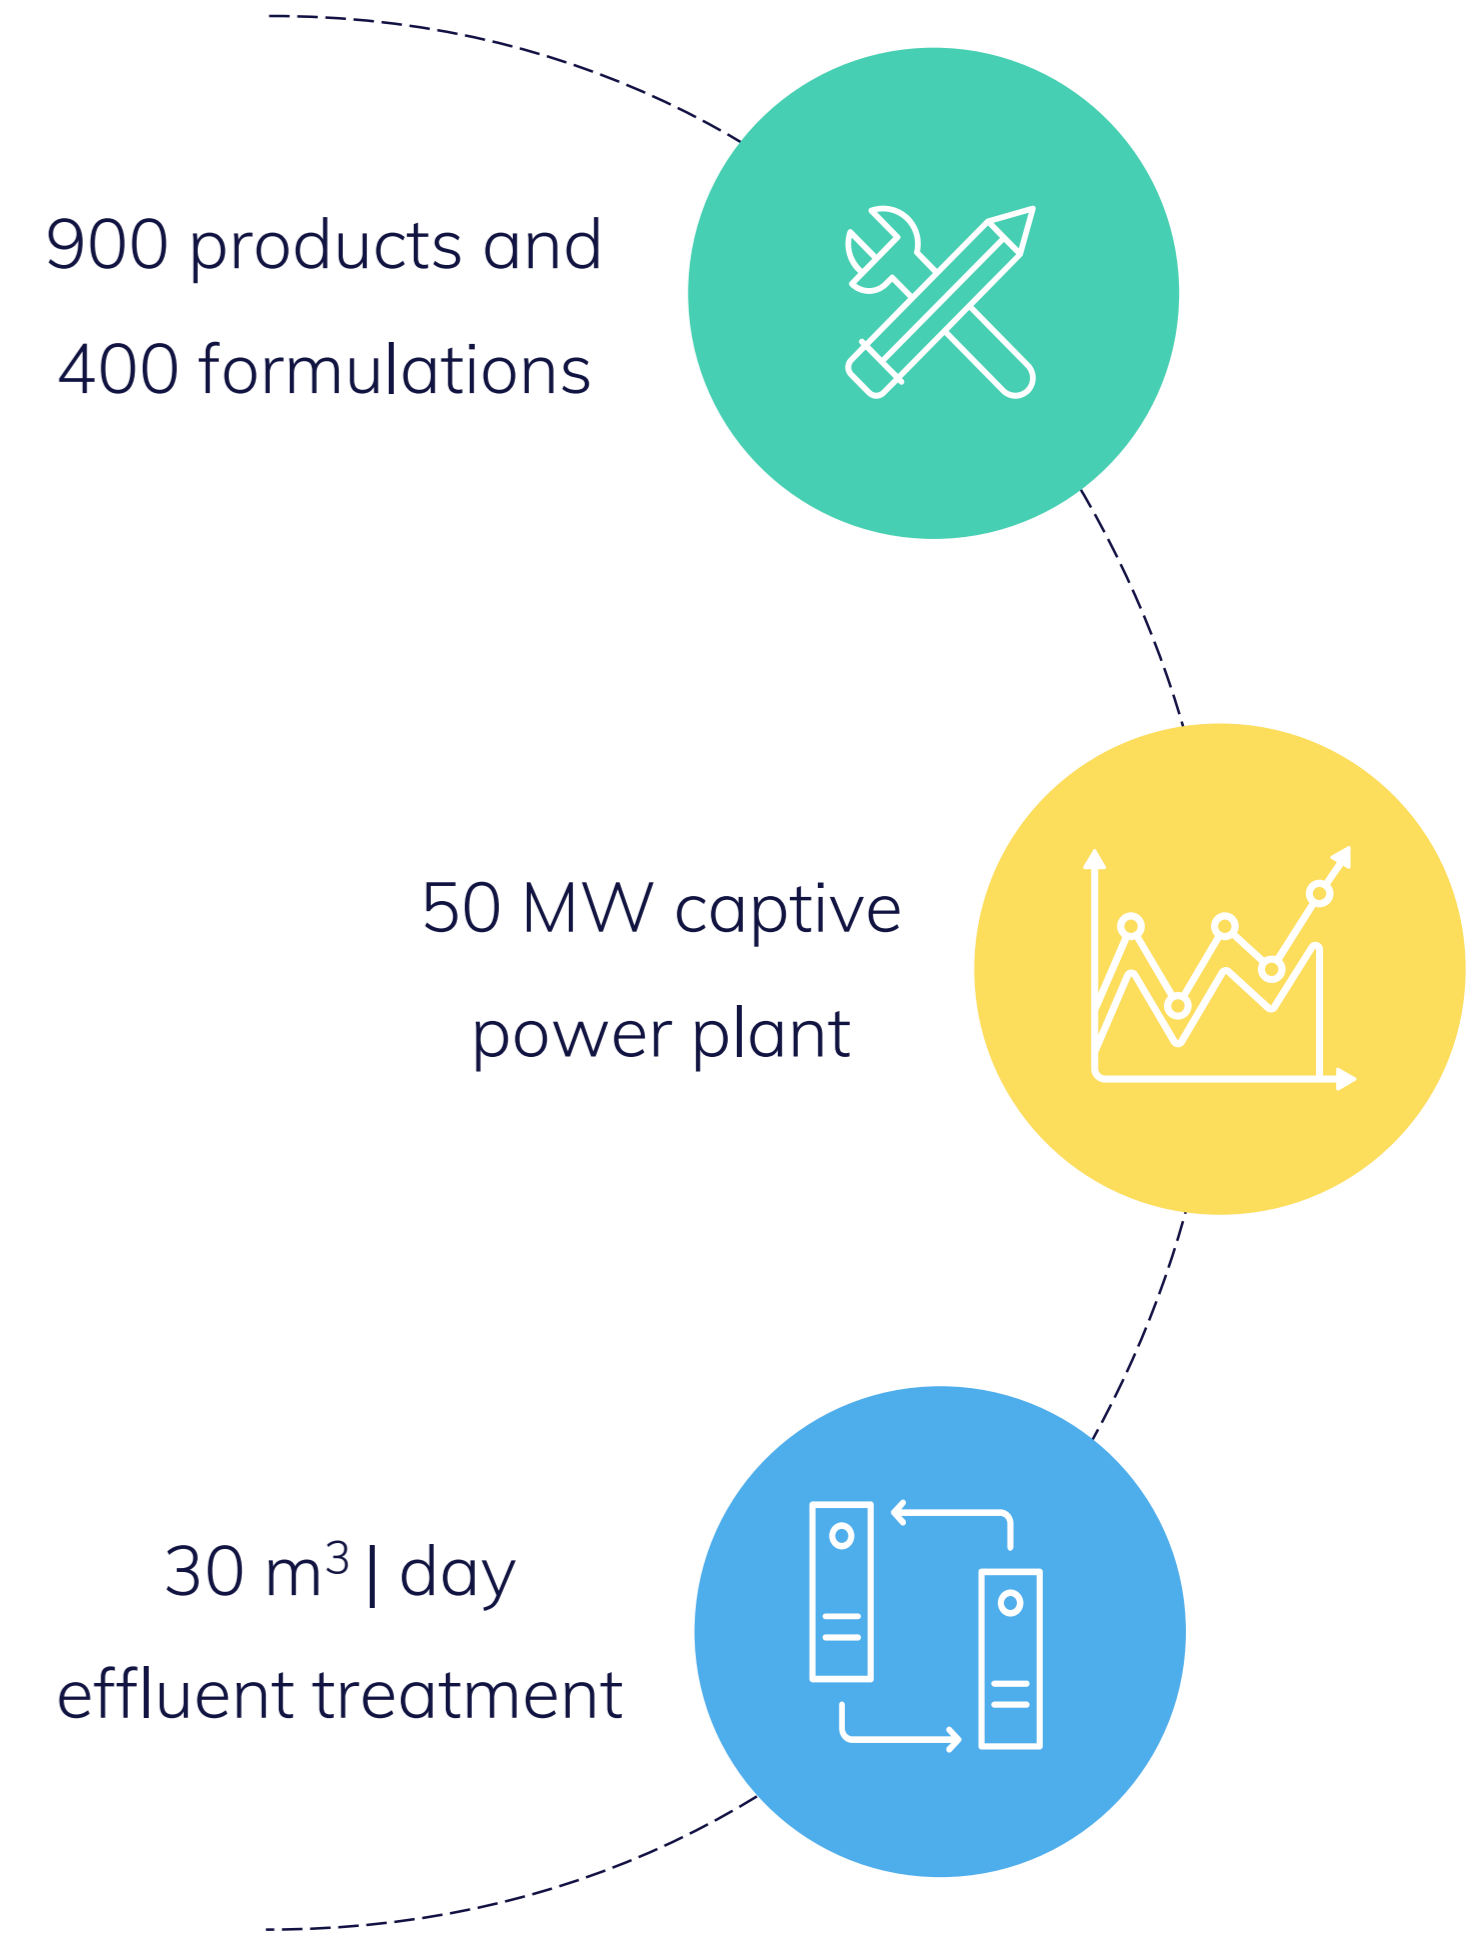 900 products and
400 formulations
50 MW captive
power plant
30 m³ | day
effluent treatment